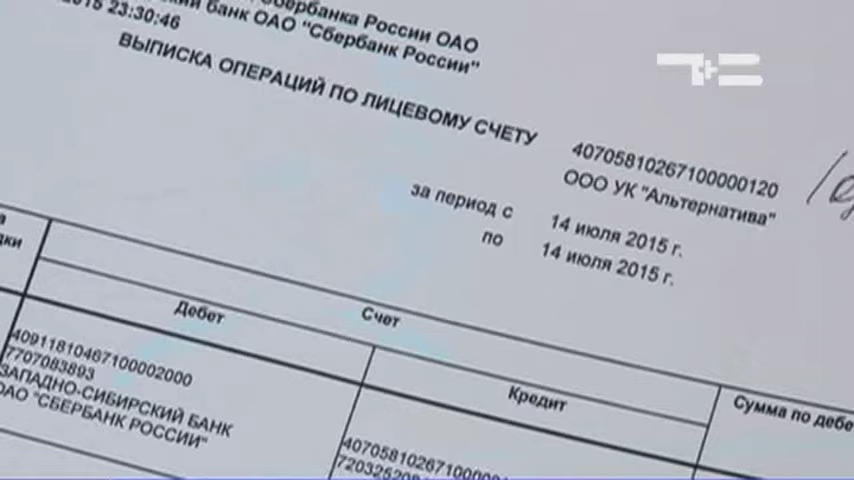 Сбербанка России ОАО
банк ОАО "Сбербанк России"
23:30:46
ВЫПИСКА ОПЕРАЦИЙ ПО ЛИЦЕВОМУ СЧЕТУ
40705810267100000120
ООО УК "Альтернатива"
за период с 14 июля 2015 г.
по 14 июля 2015 г.
Счет
Дебет
Кредит
Сумма по дебе
40911810467100002000
7707083893
ЗАПАДНО-СИБИРСКИЙ БАНК
ОАО "СБЕРБАНК РОССИИ"
407058102671000001
720325208
Т+В